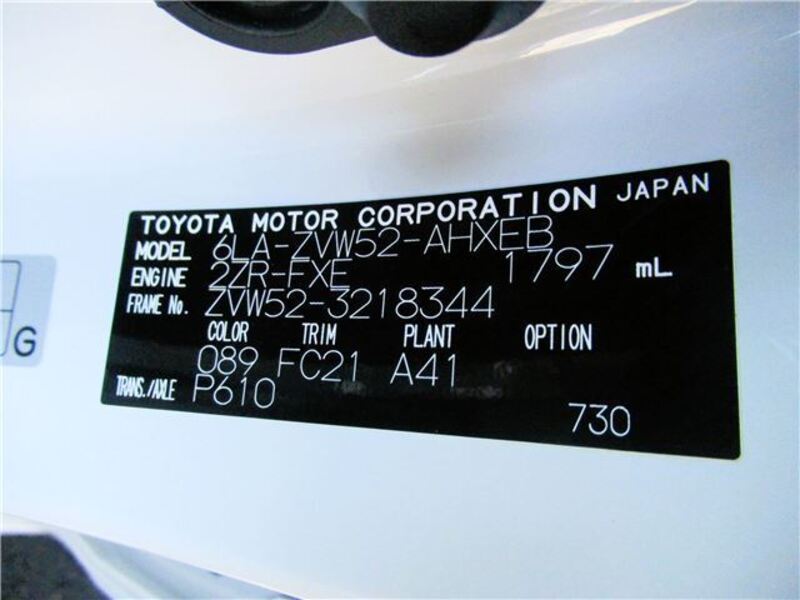 TOYOTA MOTOR CORPORATION JAPAN
MODEL 6LA-ZVW52-AHXEB
ENGINE 2ZR-FXE 1797 mL
FRAME No. ZVW52-3218344
COLOR TRIM PLANT OPTION
089 FC21 A41
TRANS./AXLE P610
730
G